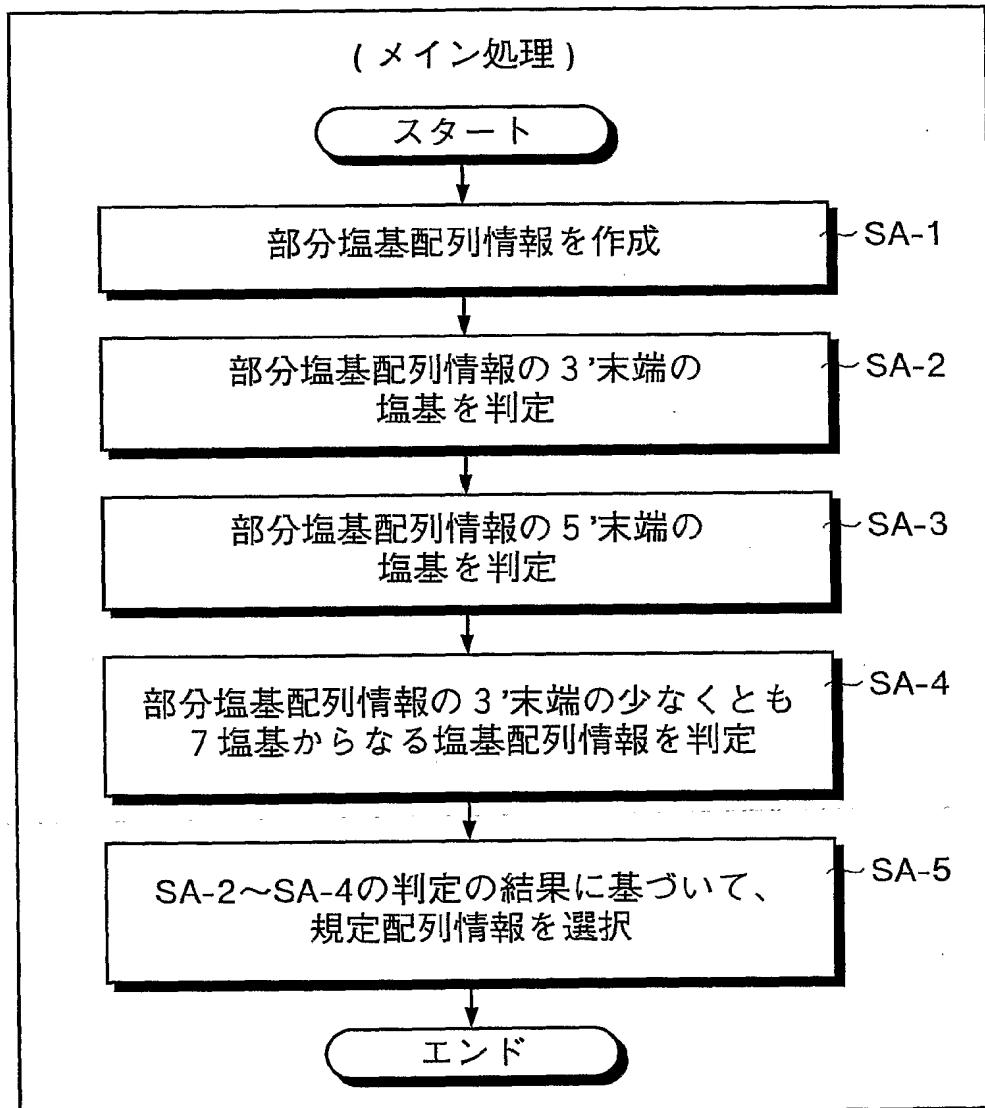 (メイン処理)
スタート
部分塩基配列情報を作成
SA-1
部分塩基配列情報の3'末端の
塩基を判定
SA-2
部分塩基配列情報の5'末端の
塩基を判定
SA-3
部分塩基配列情報の3'末端の少なくとも
7塩基からなる塩基配列情報を判定
SA-4
SA-2〜SA-4の判定の結果に基づいて、
規定配列情報を選択
SA-5
エンド